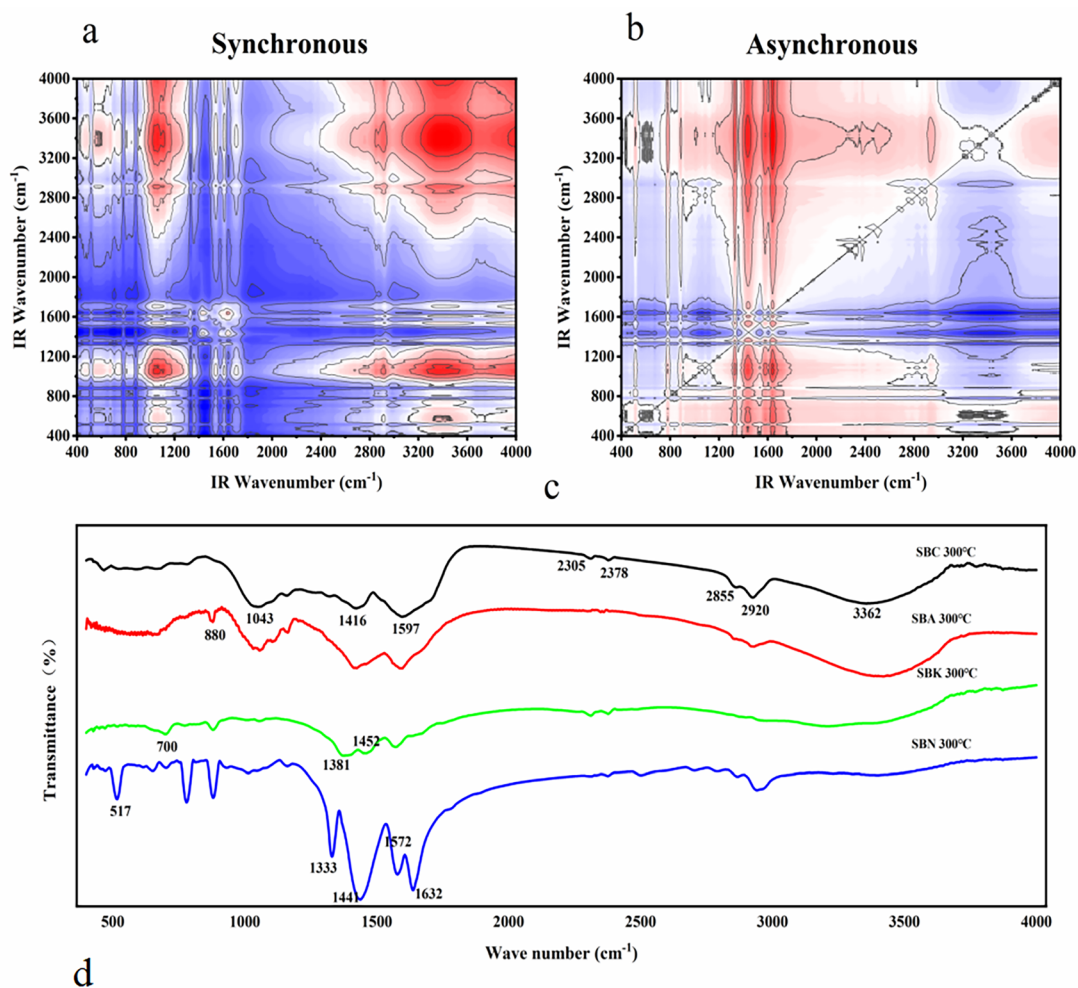 a
Synchronous
b
Asynchronous
IR Wavenumber (cm⁻¹)
4000
3600
3200
2800
2400
2000
1600
1200
800
400
400 800 1200 1600 2000 2400 2800 3200 3600 4000
IR Wavenumber (cm⁻¹)
IR Wavenumber (cm⁻¹)
4000
3600
3200
2800
2400
2000
1600
1200
800
400
400 800 1200 1600 2000 2400 2800 3200 3600 4000
IR Wavenumber (cm⁻¹)
c
Transmittance (%)
SBC 300℃
2305 2378
2855
2920
3362
1043
1416
1597
SBA 300℃
880
SBK 300℃
700
1381
1452
SBN 300℃
517
1333
1441
1572
1632
500 1000 1500 2000 2500 3000 3500 4000
Wave number (cm⁻¹)
d